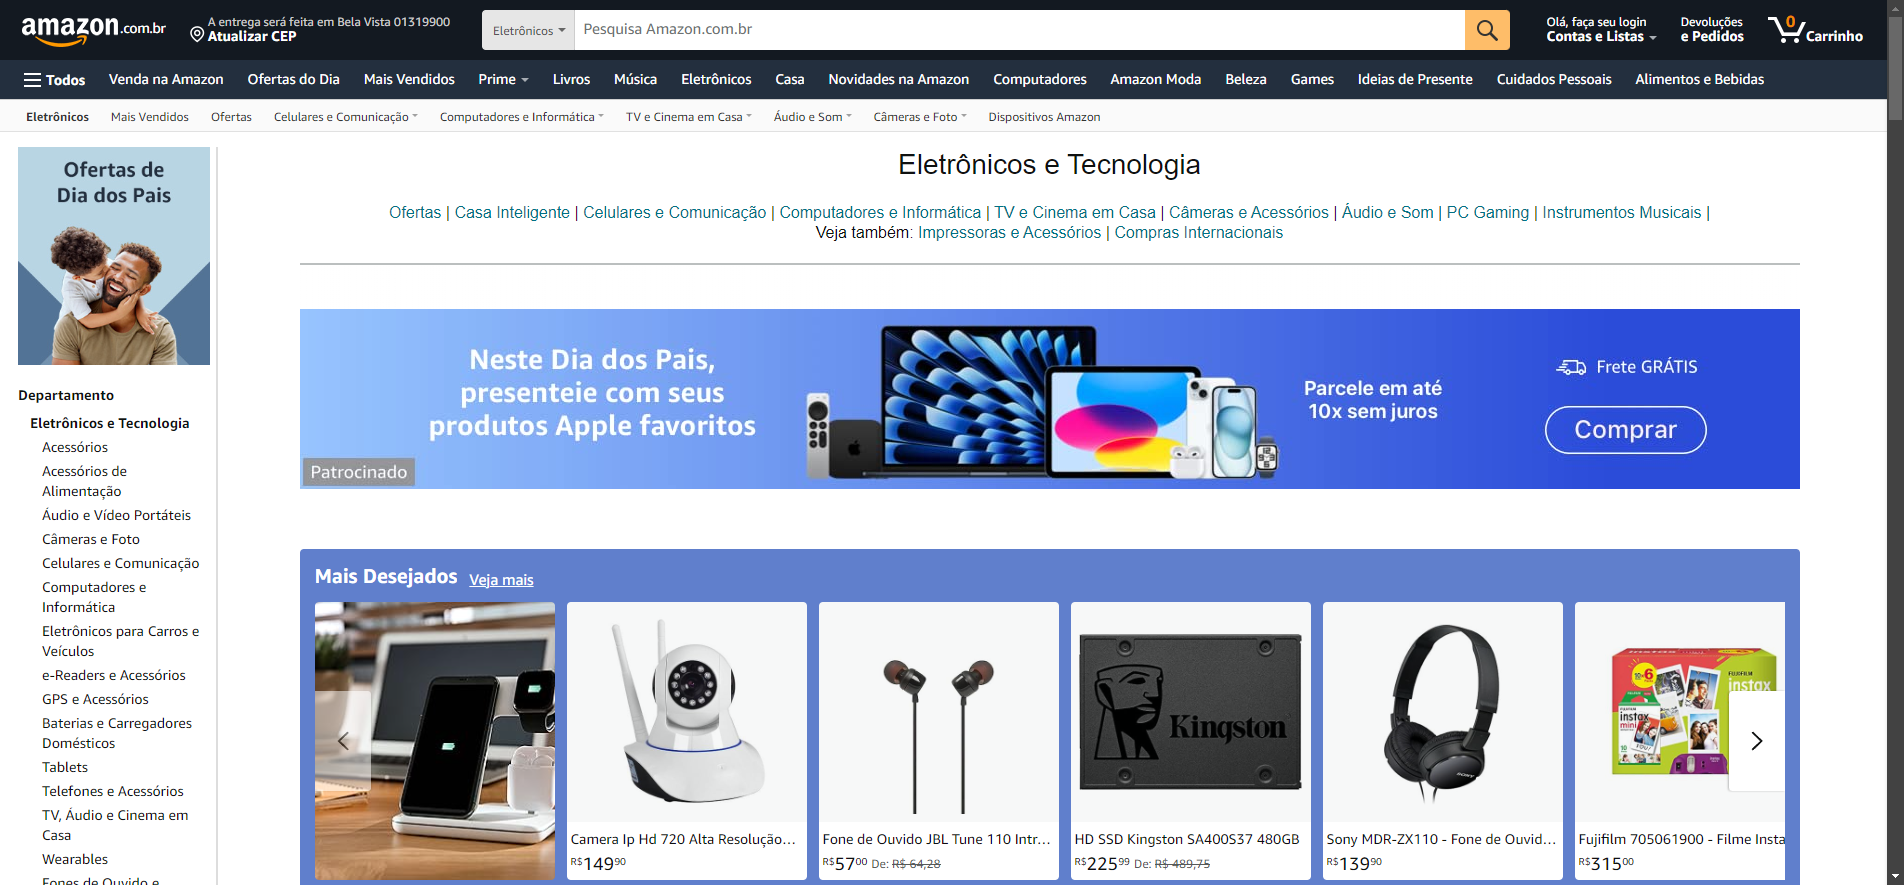 amazon.com.br
A entrega será feita em Bela Vista 01319900
Atualizar CEP
Eletrônicos
Pesquisa Amazon.com.br
Olá, faça seu login
Contas e Listas
Devoluções
e Pedidos
0
Carrinho
Todos
Venda na Amazon
Ofertas do Dia
Mais Vendidos
Prime
Livros
Música
Eletrônicos
Casa
Novidades na Amazon
Computadores
Amazon Moda
Beleza
Games
Ideias de Presente
Cuidados Pessoais
Alimentos e Bebidas
Eletrônicos
Mais Vendidos
Ofertas
Celulares e Comunicação
Computadores e Informática
TV e Cinema em Casa
Áudio e Som
Câmeras e Foto
Dispositivos Amazon
Ofertas de
Dia dos Pais
Departamento
Eletrônicos e Tecnologia
Acessórios
Acessórios de
Alimentação
Áudio e Vídeo Portáteis
Câmeras e Foto
Celulares e Comunicação
Computadores e
Informática
Eletrônicos para Carros e
Veículos
e-Readers e Acessórios
GPS e Acessórios
Baterias e Carregadores
Domésticos
Tablets
Telefones e Acessórios
TV, Áudio e Cinema em
Casa
Wearables
Fones de Ouvido e
Eletrônicos e Tecnologia
Ofertas | Casa Inteligente | Celulares e Comunicação | Computadores e Informática | TV e Cinema em Casa | Câmeras e Acessórios | Áudio e Som | PC Gaming | Instrumentos Musicais |
Veja também: Impressoras e Acessórios | Compras Internacionais
Neste Dia dos Pais,
presenteie com seus
produtos Apple favoritos
Patrocinado
Parcele em até
10x sem juros
Frete GRÁTIS
Comprar
Mais Desejados Veja mais
Kingston
SONY
FUJIFILM
instax
instax
mini
Camera Ip Hd 720 Alta Resolução...
R$14990
Fone de Ouvido JBL Tune 110 Intr...
R$5700 De: R$ 64,28
HD SSD Kingston SA400S37 480GB
R$22599 De: R$ 489,75
Sony MDR-ZX110 - Fone de Ouvid...
R$13990
Fujifilm 705061900 - Filme Insta
R$31500